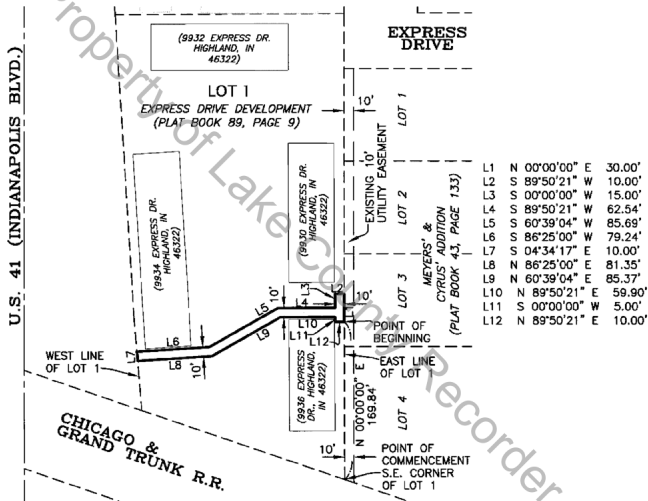 EXPRESS
DRIVE
(9932 EXPRESS DR.
HIGHLAND, IN
46322)
LOT 1
EXPRESS DRIVE DEVELOPMENT
(PLAT BOOK 89, PAGE 9)
10'
LOT 1
U.S. 41 (INDIANAPOLIS BLVD.)
(9934 EXPRESS DR.
HIGHLAND, IN
46322)
(9930 EXPRESS DR.
HIGHLAND, IN
46322)
EXISTING 10'
UTILITY EASEMENT
LOT 2
MEYERS' &
CYRUS' ADDITION
(PLAT BOOK 43, PAGE 133)
L1 N 00°00'00" E 30.00'
L2 S 89°50'21" W 10.00'
L3 S 00°00'00" W 15.00'
L4 S 89°50'21" W 62.54'
L5 S 60°39'04" W 85.69'
L6 S 86°25'00" W 79.24'
L7 S 04°34'17" E 10.00'
L8 N 86°25'00" E 81.35'
L9 N 60°39'04" E 85.37'
L10 N 89°50'21" E 59.90'
L11 S 00°00'00" W 5.00'
L12 N 89°50'21" E 10.00'
L2
L3
L4
10'
L5
L9
L10
L11
L12
LOT 3
POINT OF
BEGINNING
L6
L7
L8
10'
WEST LINE
OF LOT 1
(9936 EXPRESS
DR., HIGHLAND,
IN 46322)
EAST LINE
OF LOT 1
N 00°00'00" E
169.84'
LOT 4
CHICAGO &
GRAND TRUNK R.R.
10'
POINT OF
COMMENCEMENT
S.E. CORNER
OF LOT 1
Property of Lake County Recorder